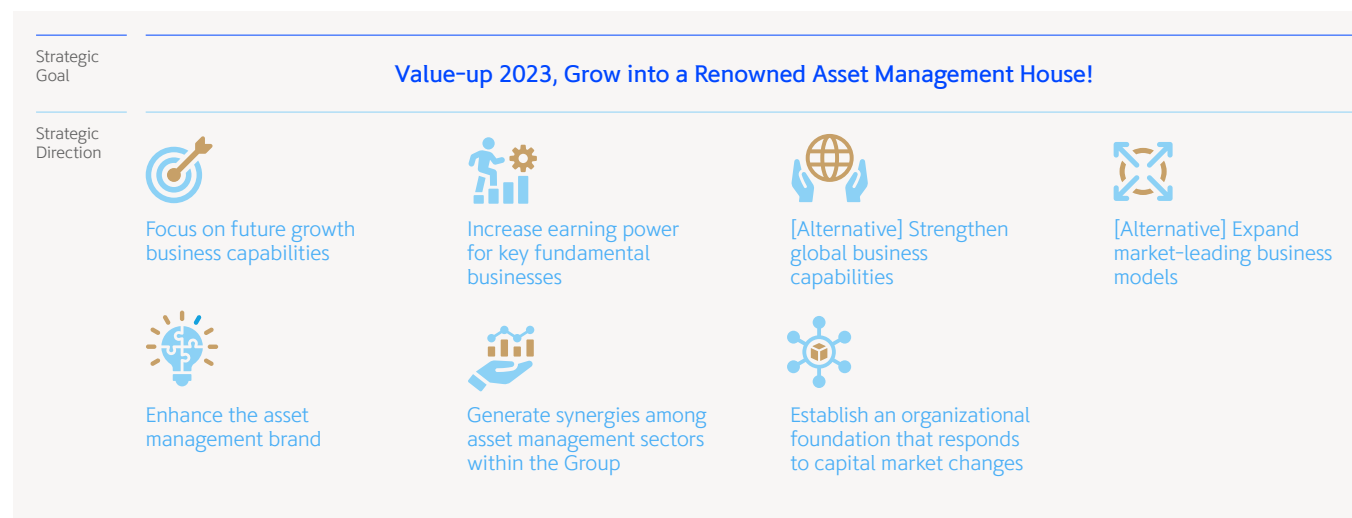 Strategic
Goal
Value-up 2023, Grow into a Renowned Asset Management House!
Strategic
Direction
Focus on future growth
business capabilities
Increase earning power
for key fundamental
businesses
[Alternative] Strengthen
global business
capabilities
[Alternative] Expand
market-leading business
models
Enhance the asset
management brand
Generate synergies among
asset management sectors
within the Group
Establish an organizational
foundation that responds
to capital market changes